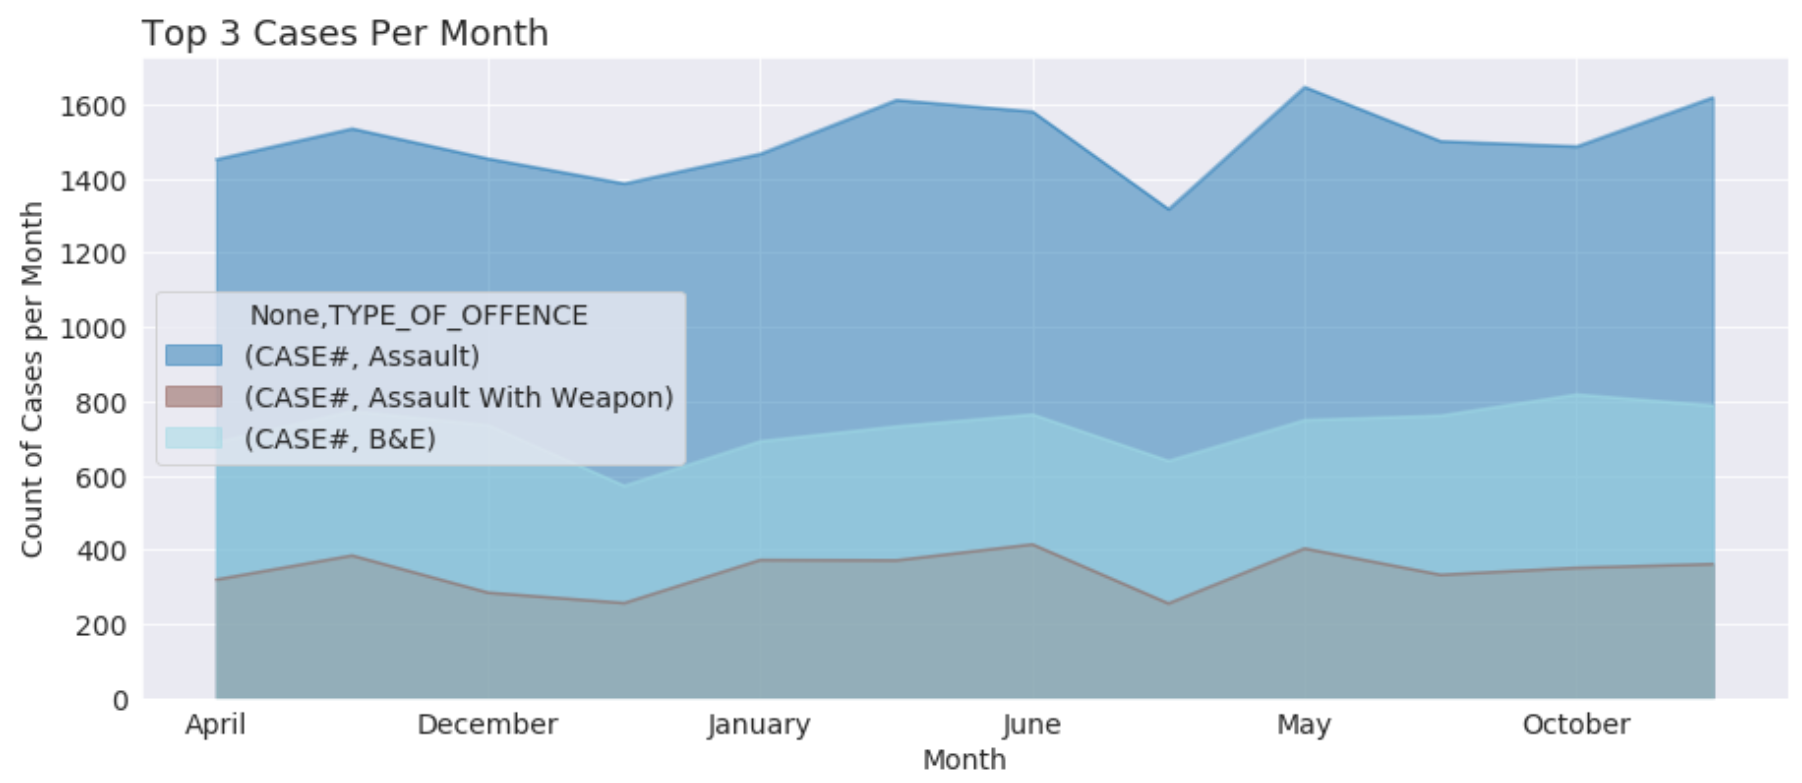 Top 3 Cases Per Month
Count of Cases per Month
1600
1400
1200
1000
800
600
400
200
0
None,TYPE_OF_OFFENCE
(CASE#, Assault)
(CASE#, Assault With Weapon)
(CASE#, B&E)
April December January June May October
Month